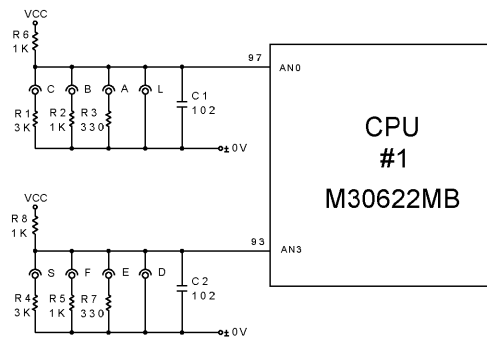 VCC
R6
1K
97
AN0
C B A L
C1
102
R1
3K
R2
1K
R3
330
±0V
CPU
#1
M30622MB
VCC
R8
1K
93
AN3
S F E D
C2
102
R4
3K
R5
1K
R7
330
±0V